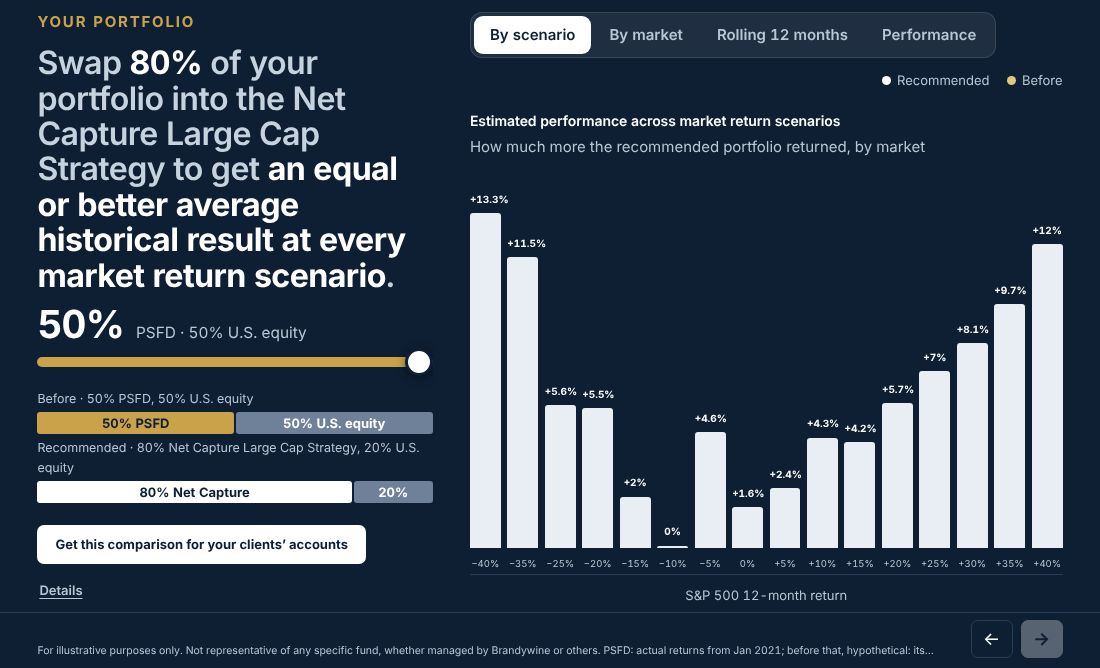 YOUR PORTFOLIO
Swap 80% of your
portfolio into the Net
Capture Large Cap
Strategy to get an equal
or better average
historical result at every
market return scenario.
50% PSFD · 50% U.S. equity
Before · 50% PSFD, 50% U.S. equity
50% PSFD 50% U.S. equity
Recommended · 80% Net Capture Large Cap Strategy, 20% U.S.
equity
80% Net Capture 20%
Get this comparison for your clients’ accounts
Details
By scenario By market Rolling 12 months Performance
Recommended Before
Estimated performance across market return scenarios
How much more the recommended portfolio returned, by market
+13.3% +11.5% +5.6% +5.5% +2% 0% +4.6% +1.6% +2.4% +4.3% +4.2% +5.7% +7% +8.1% +9.7% +12%
−40% −35% −25% −20% −15% −10% −5% 0% +5% +10% +15% +20% +25% +30% +35% +40%
S&P 500 12-month return
For illustrative purposes only. Not representative of any specific fund, whether managed by Brandywine or others. PSFD: actual returns from Jan 2021; before that, hypothetical: its...
← →